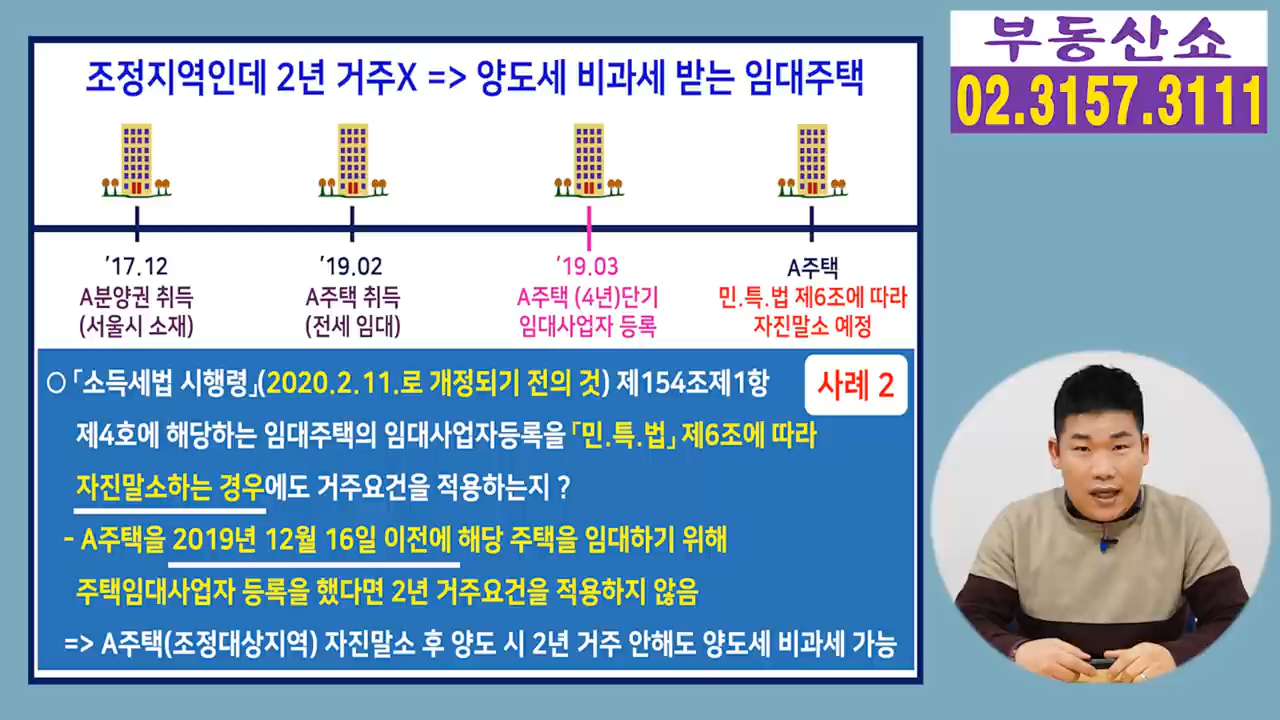 부동산쇼
02.3157.3111
조정지역인데 2년 거주X => 양도세 비과세 받는 임대주택
'17.12
A분양권 취득
(서울시 소재)
'19.02
A주택 취득
(전세 임대)
'19.03
A주택 (4년)단기
임대사업자 등록
A주택
민.특.법 제6조에 따라
자진말소 예정
사례 2
○ 「소득세법 시행령」(2020.2.11.로 개정되기 전의 것) 제154조제1항
제4호에 해당하는 임대주택의 임대사업자등록을 「민.특.법」 제6조에 따라
자진말소하는 경우에도 거주요건을 적용하는지 ?
- A주택을 2019년 12월 16일 이전에 해당 주택을 임대하기 위해
주택임대사업자 등록을 했다면 2년 거주요건을 적용하지 않음
=> A주택(조정대상지역) 자진말소 후 양도 시 2년 거주 안해도 양도세 비과세 가능